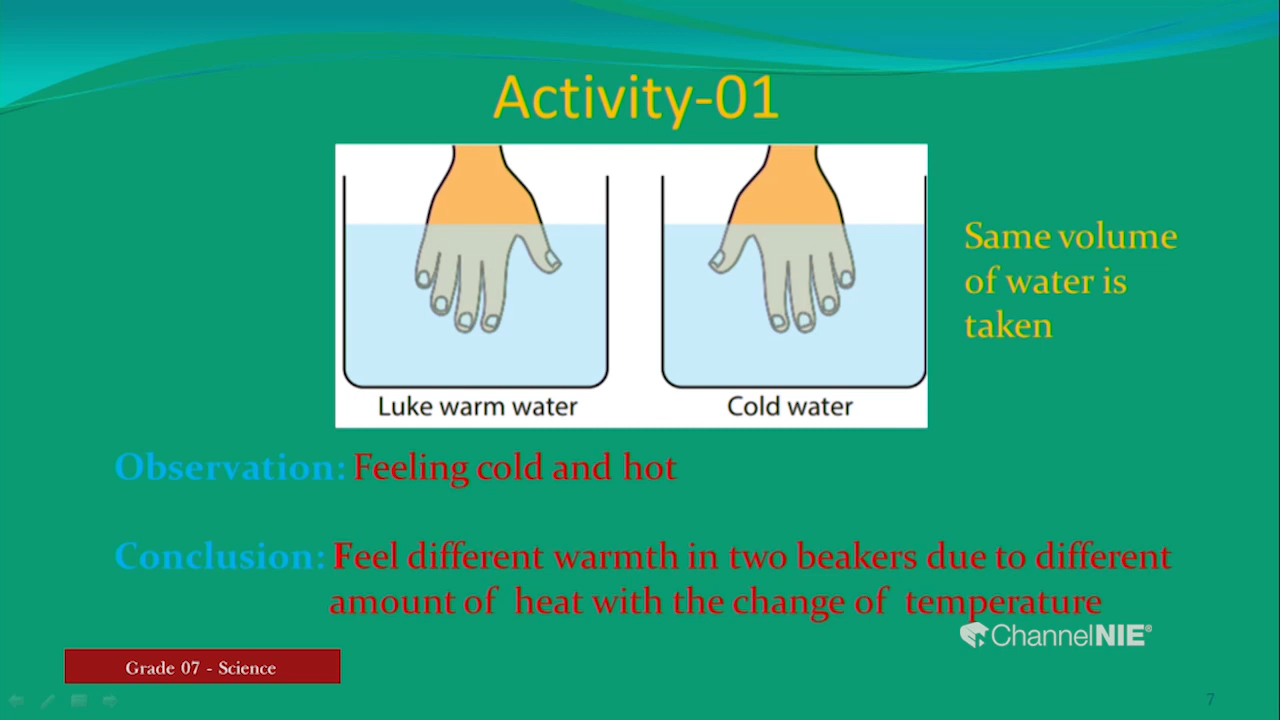 Activity-01
Luke warm water
Cold water
Same volume
of water is
taken
Observation: Feeling cold and hot
Conclusion: Feel different warmth in two beakers due to different
amount of heat with the change of temperature
ChannelNIE®
Grade 07 - Science
7